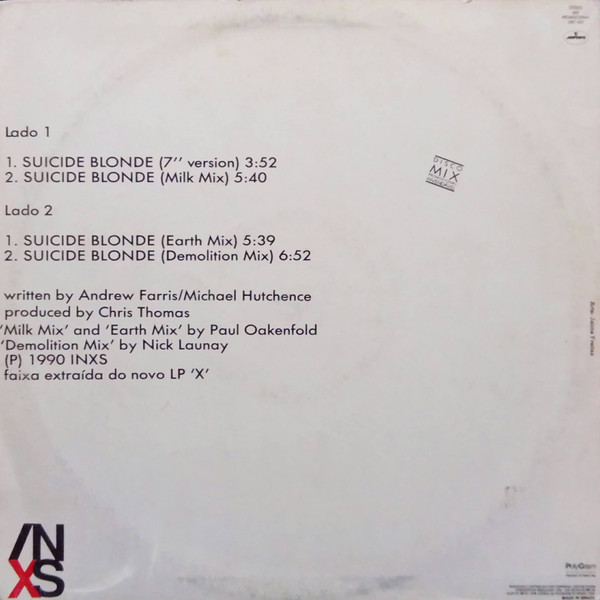 Lado 1
1. SUICIDE BLONDE (7'' version) 3:52
2. SUICIDE BLONDE (Milk Mix) 5:40
Lado 2
1. SUICIDE BLONDE (Earth Mix) 5:39
2. SUICIDE BLONDE (Demolition Mix) 6:52
written by Andrew Farris/Michael Hutchence
produced by Chris Thomas
'Milk Mix' and 'Earth Mix' by Paul Oakenfold
'Demolition Mix' by Nick Launay
(P) 1990 INXS
faixa extraída do novo LP 'X'
DISCO
MIX
Arte: Jaime Freitas
INXS
PolyGram